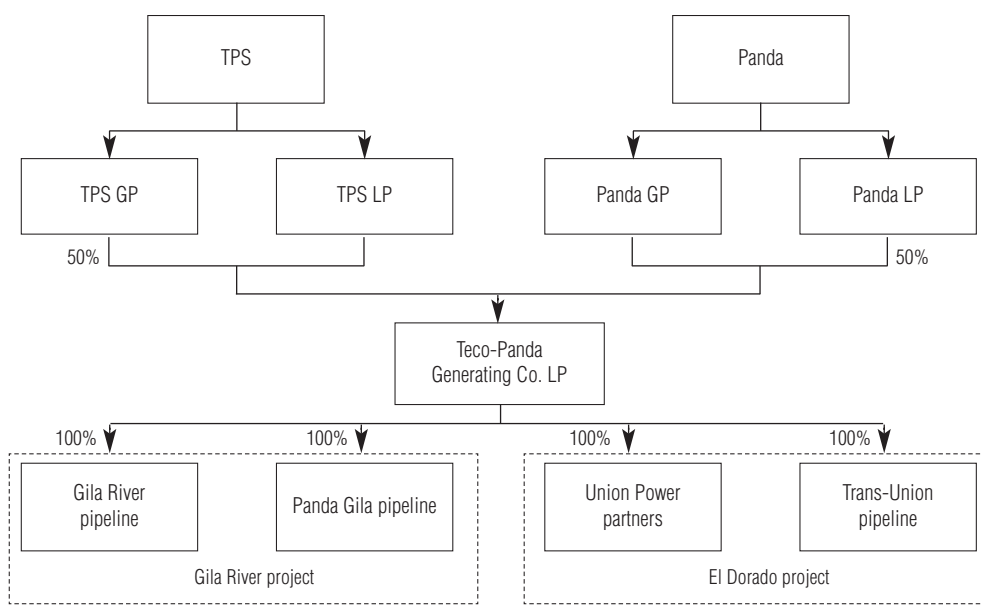 TPS
Panda
TPS GP
TPS LP
Panda GP
Panda LP
50%
50%
Teco-Panda
Generating Co. LP
100%
100%
100%
100%
Gila River
pipeline
Panda Gila pipeline
Union Power
partners
Trans-Union
pipeline
Gila River project
El Dorado project